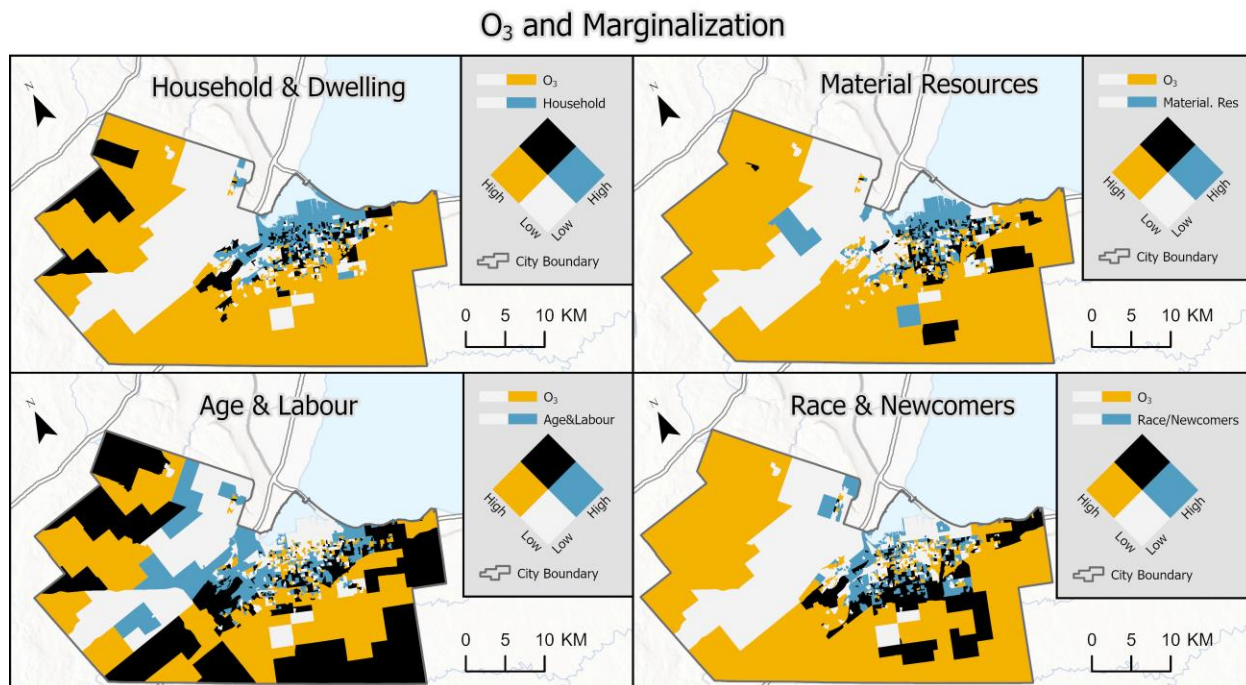 O₃ and Marginalization
Household & Dwelling
N
O₃
Household
High
High
Low
Low
City Boundary
0 5 10 KM
Material Resources
N
O₃
Material. Res
High
High
Low
Low
City Boundary
0 5 10 KM
Age & Labour
N
O₃
Age&Labour
High
High
Low
Low
City Boundary
0 5 10 KM
Race & Newcomers
N
O₃
Race/Newcomers
High
High
Low
Low
City Boundary
0 5 10 KM